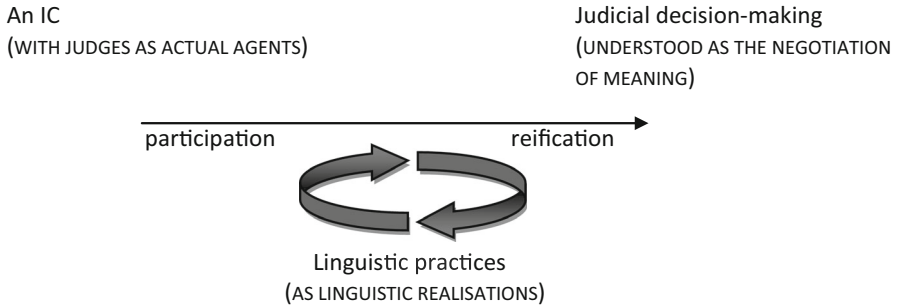 An IC
(WITH JUDGES AS ACTUAL AGENTS)
Judicial decision-making
(UNDERSTOOD AS THE NEGOTIATION
OF MEANING)
participation
reification
Linguistic practices
(AS LINGUISTIC REALISATIONS)